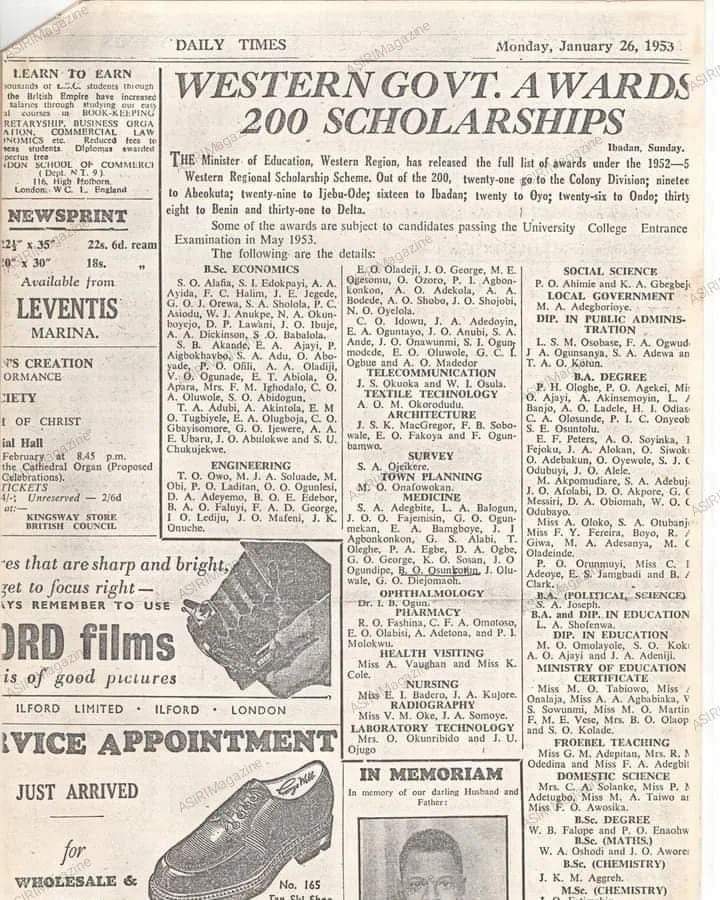 DAILY TIMES
Monday, January 26, 1953
LEARN TO EARN
students through
the British Empire have increased
salaries through studying our easy
courses in BOOK-KEEPING
BUSINESS ORGA
COMMERCIAL LAW
etc. Reduced fees to
students Diplomas awarded
free
SCHOOL OF COMMERCE
( Dept. N T. 9 )
116, High Holborn,
London, W C 1, England
NEWSPRINT
x 35" 22s. 6d. ream
x 30" 18s. „
Available from
LEVENTIS
MARINA.
CREATION
OF CHRIST
Hall
February at 8.45 p.m.
the Cathedral Organ (Proposed
Celebrations).
TICKETS
Unreserved — 2/6d
KINGSWAY STORE
BRITISH COUNCIL
that are sharp and bright,
get to focus right —
REMEMBER TO USE
films
of good pictures
ILFORD LIMITED · ILFORD · LONDON
APPOINTMENT
JUST ARRIVED
for
WHOLESALE &
No. 165
WESTERN GOVT. AWARDS
200 SCHOLARSHIPS
Ibadan, Sunday.
THE Minister of Education, Western Region, has released the full list of awards under the 1952—5
Western Regional Scholarship Scheme. Out of the 200, twenty-one go to the Colony Division; ninetee
to Abeokuta; twenty-nine to Ijebu-Ode; sixteen to Ibadan; twenty to Oyo; twenty-six to Ondo; thirty
eight to Benin and thirty-one to Delta.
Some of the awards are subject to candidates passing the University College Entrance
Examination in May 1953.
The following are the details:
B.Sc. ECONOMICS
S. O. Alafia, S. I. Edokpayi, A. A.
Ayida, F. C. Halim, J. E. Jegede,
G. O. J. Orewa, S. A. Sholola, P. C.
Asiodu, W. J. Anukpe, N. A. Okun-
boyejo, D. P. Lawani, J. O. Ibuje,
A. A. Dickinson, S .O. Babalola.
S. B. Akande, E. A. Ajayi, P.
Aigbokhavbo, S. A. Adu, O. Abo-
yade, P. O. Ofili, A. A. Oladiji,
V. O. Ogunade, E. T. Abiola, O.
Apara, Mrs. F. M. Ighodalo, C. O.
A. Oluwole, S. O. Abidogun,
T. A. Adubi, A. Akintola, E. M
O. Tugbiyele, E. A. Olugboja, C. O.
Gbayisomore, G. O. Ijewere, A. A.
E. Ubaru, J. O. Abulokwe and S. U.
Chukujekwe.
ENGINEERING
T. O. Owo, M. J. A. Soluade, M.
Obi, P. O. Laditan, O. O. Ogunlesi,
D. A. Adeyemo, B. O. E. Edebor,
B. A. O. Faluyi, F. A. D. George,
I O. Lediju, J. O. Mafeni, J. K.
Onuche.
E. O. Oladeji, J. O. George, M. E.
Ogesomu, O. Ozoro, P. I. Agbon-
konkon, A. O. Adekola, A. A.
Bodede, A. O. Shobo, J. O. Shojobi,
N. O. Oyelola.
C. O. Idowu, J. A. Adedoyin,
E. A. Oguntayo, J. O. Anubi, S. A.
Ande, J. O. Onawunmi, S. I. Ogun-
modede, E. O. Oluwole, G. C. I.
Ogbue and A. O. Madedor
TELECOMMUNICATION
J. S. Okuoka and W. I. Osula.
TEXTILE TECHNOLOGY
A. O. M. Okorodudu.
ARCHITECTURE
J. S. K. MacGregor, F. B. Sobo-
wale, E. O. Fakoya and F. Ogun-
bamwo.
SURVEY
S. A. Ojeikere.
TOWN PLANNING
M. O. Onafowokan.
MEDICINE
S. A. Adegbite, L. A. Balogun,
J. O. O. Fajemisin, G. O. Ogun-
mekan, E. A. Bamgboye, J. I
Agbonkonkon, G. S. Alabi, T.
Oleghe, P. A. Egbe, D. A. Ogbe,
G. O. George, K. O. Sosan, J. O
Ogundipe, B. O. Osuntokun, J. Olu-
wale, G. O. Diejomaoh.
OPHTHALMOLOGY
Dr. I. B. Ogun.
PHARMACY
R. O. Fashina, C. F. A. Omotoso,
E. O. Olabisi, A. Adetona, and P. I.
Molokwu.
HEALTH VISITING
Miss A. Vaughan and Miss K.
Cole.
NURSING
Miss E. I. Badero, J. A. Kujore.
RADIOGRAPHY
Miss V. M. Oke, J. A. Somoye.
LABORATORY TECHNOLOGY
Mrs. O. Okunribido and J. U.
Ojugo
IN MEMORIAM
In memory of our darling Husband and
Father:
SOCIAL SCIENCE
P. O. Ahimie and K. A. Gbegbeje
LOCAL GOVERNMENT
M. A. Adegborioye.
DIP. IN PUBLIC ADMINIS-
TRATION
L. S. M. Osobase, F. A. Ogwud
J A. Ogunsanya, S. A. Adewa an
T. A. O. Kotun.
B.A. DEGREE
P. H. Ologhe, P. O. Agekei, Mis
O. Ajayi, A. Akinsemoyin, L.
Banjo, A. O. Ladele, H. I. Odias
C. A. Olosunde, P. I. C. Onyeob
S. E. Osuntolu.
E. F. Peters, A. O. Soyinka,
Fejoku, J. A. Alokan, O. Siwok
O. Adebakun, O. Oyewole, S. J.
Odubuyi, J. O. Alele.
M. Akpomudiare, S. A. Adebuj
J. O. Afolabi, D. O. Akpore, G.
Mesairi, D. A. Obiomah, W. O.
Odubayo.
Miss A. Oloko, S. A. Otubanj
Miss F. Y. Fereira, Boyo, R.
Giwa, M. A. Adesanya, M.
Oladeinde.
P. O. Orunmuyi, Miss C. I
Adeoye, E. S. Jamgbadi and B.
Clark.
B.A. (POLITICAL SCIENCE)
S. A. Joseph.
B.A. and DIP. IN EDUCATION
L. A. Shofenwa.
DIP. IN EDUCATION
M. O. Omolayole, S. O. Kok
A. O. Ajayi and J. A. Adeniji.
MINISTRY OF EDUCATION
CERTIFICATE
Miss M. O. Tabiowo, Miss
Onalaja, Miss A. A. Agbabiaka, V
S. Sowunmi, Miss M. O. Martin
F. M. E. Vese, Mrs. B. O. Olaop
and S. O. Kolade.
FROEBEL TEACHING
Miss G. M. Adepitan, Mrs. R.
Odedina and Miss F. A. Adegbit
DOMESTIC SCIENCE
Mrs. C. A. Solanke, Miss P.
Adetugbo, Miss M. A. Taiwo a
Miss F. O. Awosika.
B.Sc. DEGREE
W. B. Falope and P. O. Enaohw
B.Sc. (MATHS.)
W. A. Oshodi and J. O. Awore
B.Sc. (CHEMISTRY)
J. K. M. Aggreh.
M.Sc. (CHEMISTRY)